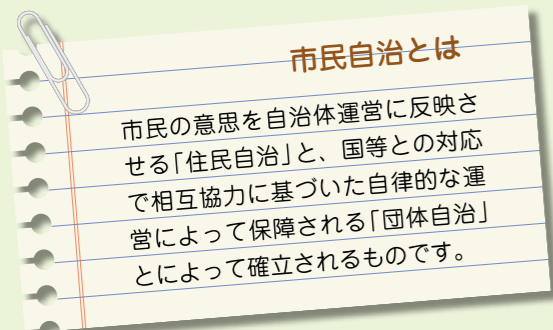 市民自治とは
市民の意思を自治体運営に反映さ
せる「住民自治」と、国等との対応
で相互協力に基づいた自律的な運
営によって保障される「団体自治」
とによって確立されるものです。